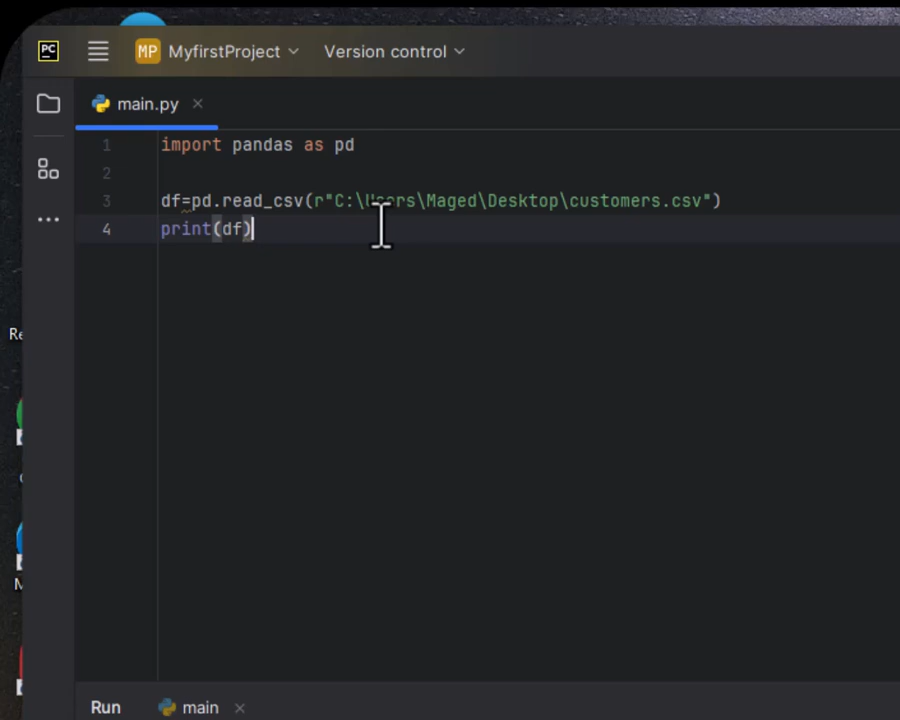 PC MP MyfirstProject Version control
main.py
1 import pandas as pd
2
3 df=pd.read_csv(r"C:\Users\Maged\Desktop\customers.csv")
4 print(df)
Re
M
Run main